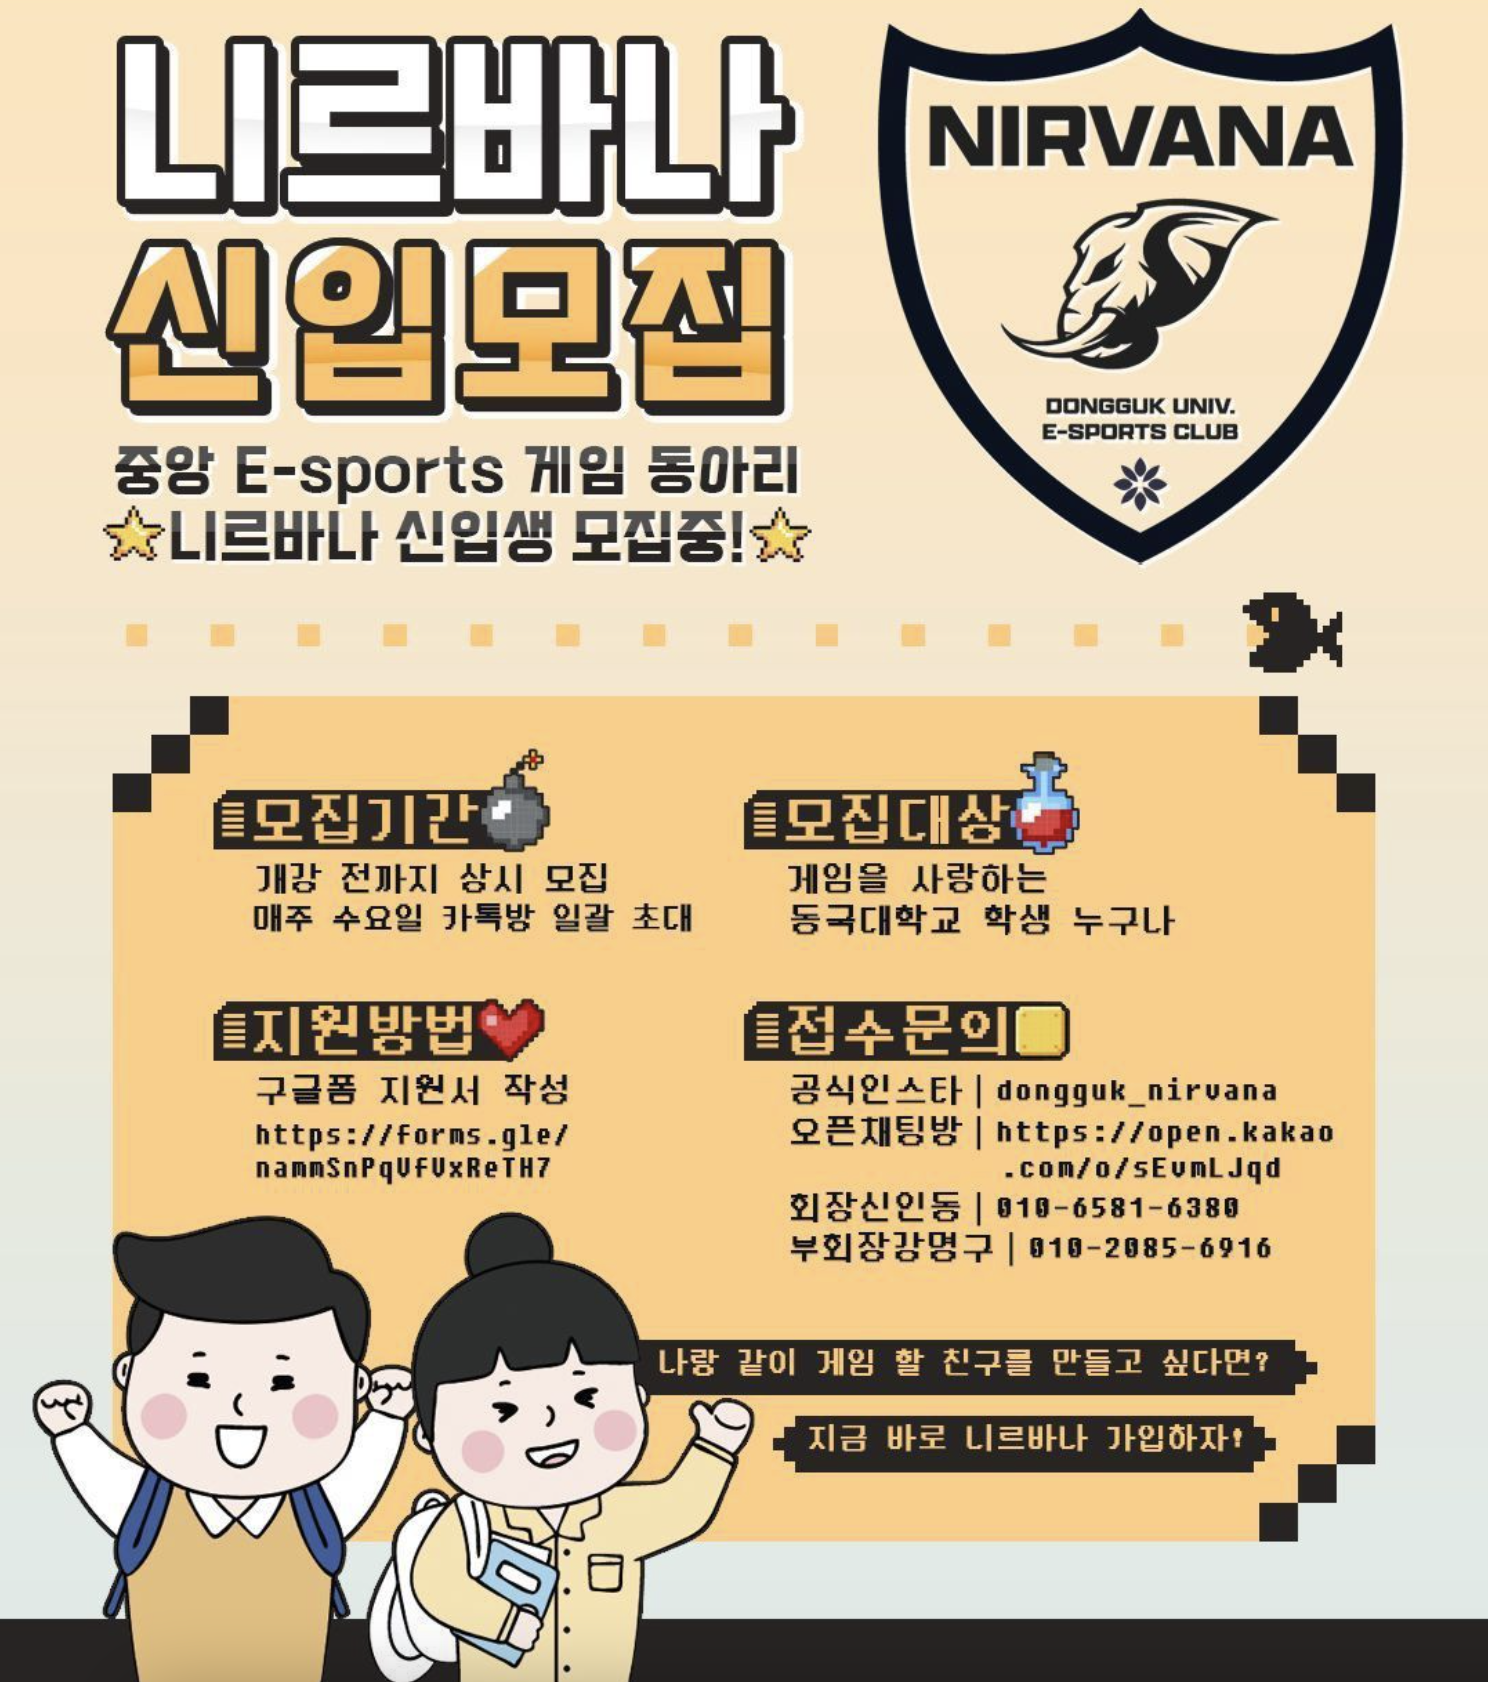 니르바나
신입모집
중앙 E-sports 게임 동아리
니르바나 신입생 모집중!
NIRVANA
DONGGUK UNIV.
E-SPORTS CLUB
모집기간
개강 전까지 상시 모집
매주 수요일 카톡방 일괄 초대
모집대상
게임을 사랑하는
동국대학교 학생 누구나
지원방법
구글폼 지원서 작성
https://forms.gle/
nammSnPqVfVxReTH7
접수문의
공식인스타 | dongguk_nirvana
오픈채팅방 | https://open.kakao
.com/o/sEvmLJqd
회장신인동 | 010-6581-6380
부회장강명구 | 010-2085-6916
나랑 같이 게임 할 친구를 만들고 싶다면?
지금 바로 니르바나 가입하자!